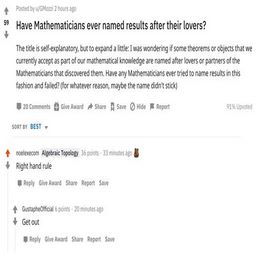 Posted by u/GMozzi 2 hours ago
59
Have Mathematicians ever named results after their lovers?
The title is self-explanatory, but to expand a little: I was wondering if some theorems or objects that we
currently accept as part of our mathematical knowledge are named after lovers or partners of the
Mathematicians that discovered them. Have any Mathematicians ever tried to name results in this
fashion and failed? (for whatever reason, maybe the name didn't stick)
20 Comments Give Award Share Save Hide Report 91% Upvoted
SORT BY BEST
noelexecom Algebraic Topology 36 points · 33 minutes ago
Right hand rule
Reply Give Award Share Report Save
GustapheOfficial 6 points · 20 minutes ago
Get out
Reply Give Award Share Report Save